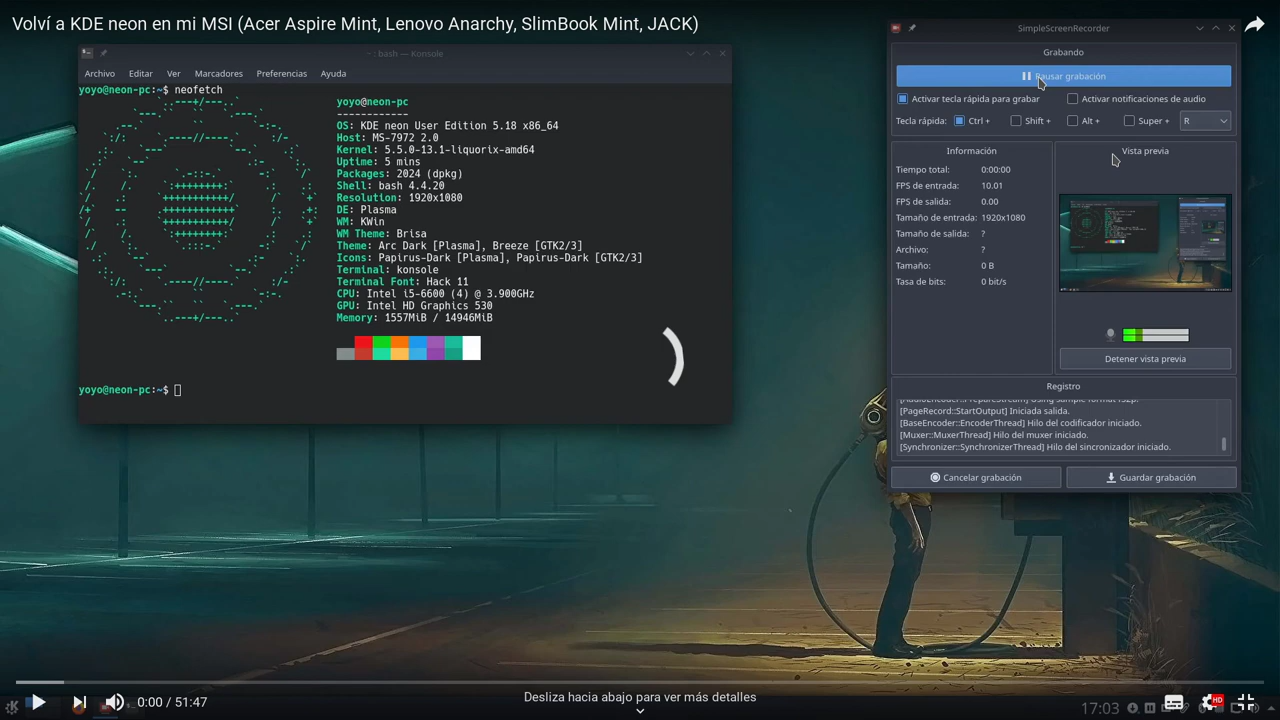 Volví a KDE neon en mi MSI (Acer Aspire Mint, Lenovo Anarchy, SlimBook Mint, JACK)
~ : bash — Konsole
Archivo Editar Ver Marcadores Preferencias Ayuda
yoyo@neon-pc:~$ neofetch
yoyo@neon-pc
------------
OS: KDE neon User Edition 5.18 x86_64
Host: MS-7972 2.0
Kernel: 5.5.0-13.1-liquorix-amd64
Uptime: 5 mins
Packages: 2024 (dpkg)
Shell: bash 4.4.20
Resolution: 1920x1080
DE: Plasma
WM: KWin
WM Theme: Brisa
Theme: Arc Dark [Plasma], Breeze [GTK2/3]
Icons: Papirus-Dark [Plasma], Papirus-Dark [GTK2/3]
Terminal: konsole
Terminal Font: Hack 11
CPU: Intel i5-6600 (4) @ 3.900GHz
GPU: Intel HD Graphics 530
Memory: 1557MiB / 14946MiB
yoyo@neon-pc:~$
SimpleScreenRecorder
Grabando
Pausar grabación
Activar tecla rápida para grabar Activar notificaciones de audio
Tecla rápida: Ctrl + Shift + Alt + Super + R
Información
Tiempo total: 0:00:00
FPS de entrada: 10.01
FPS de salida: 0.00
Tamaño de entrada: 1920x1080
Tamaño de salida: ?
Archivo: ?
Tamaño: 0 B
Tasa de bits: 0 bit/s
Vista previa
Detener vista previa
Registro
[AudioEncoder::PrepareStream] Using sample format fltp.
[PageRecord::StartOutput] Iniciada salida.
[BaseEncoder::EncoderThread] Hilo del codificador iniciado.
[Muxer::MuxerThread] Hilo del muxer iniciado.
[Synchronizer::SynchronizerThread] Hilo del sincronizador iniciado.
Cancelar grabación Guardar grabación
0:00 / 51:47
Desliza hacia abajo para ver más detalles
HD
17:03